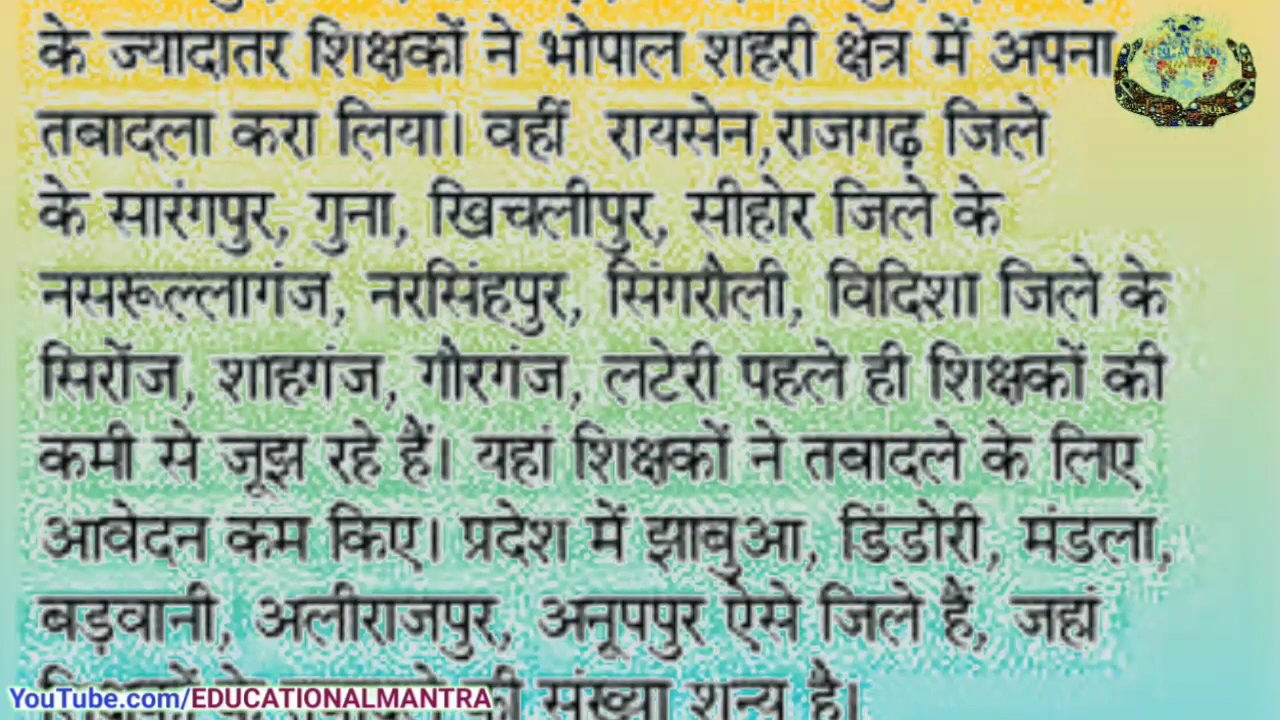 के ज्यादातर शिक्षकों ने भोपाल शहरी क्षेत्र में अपना
तबादला करा लिया। वहीं रायसेन,राजगढ़ जिले
के सारंगपुर, गुना, खिचलीपुर, सीहोर जिले के
नसरूल्लागंज, नरसिंहपुर, सिंगरौली, विदिशा जिले के
सिरोंज, शाहगंज, गौरगंज, लटेरी पहले ही शिक्षकों की
कमी से जूझ रहे हैं। यहां शिक्षकों ने तबादले के लिए
आवेदन कम किए। प्रदेश में झाबुआ, डिंडोरी, मंडला,
बड़वानी, अलीराजपुर, अनूपपुर ऐसे जिले हैं, जहां
की संख्या शून्य है।
YouTube.com/EDUCATIONALMANTRA